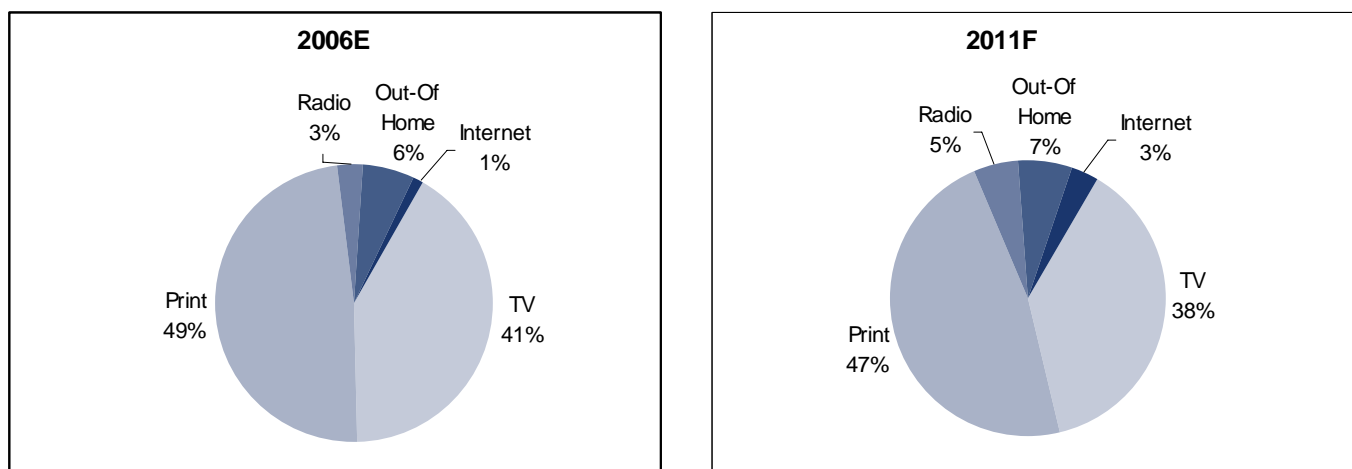 2006E
Radio
3%
Out-Of
Home
6%
Internet
1%
Print
49%
TV
41%
2011F
Radio
5%
Out-Of
Home
7%
Internet
3%
TV
38%
Print
47%